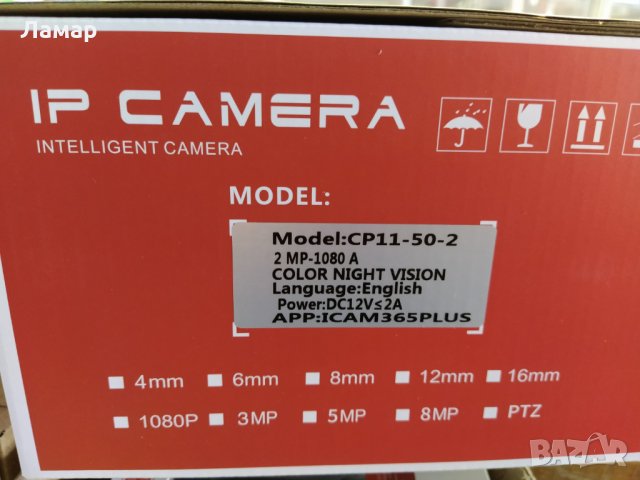 Ламар
IP CAMERA
INTELLIGENT CAMERA
MODEL:
Model:CP11-50-2
2 MP-1080 A
COLOR NIGHT VISION
Language:English
Power:DC12V≤2A
APP:ICAM365PLUS
4mm 6mm 8mm 12mm 16mm
1080P 3MP 5MP 8MP PTZ
BAZAR